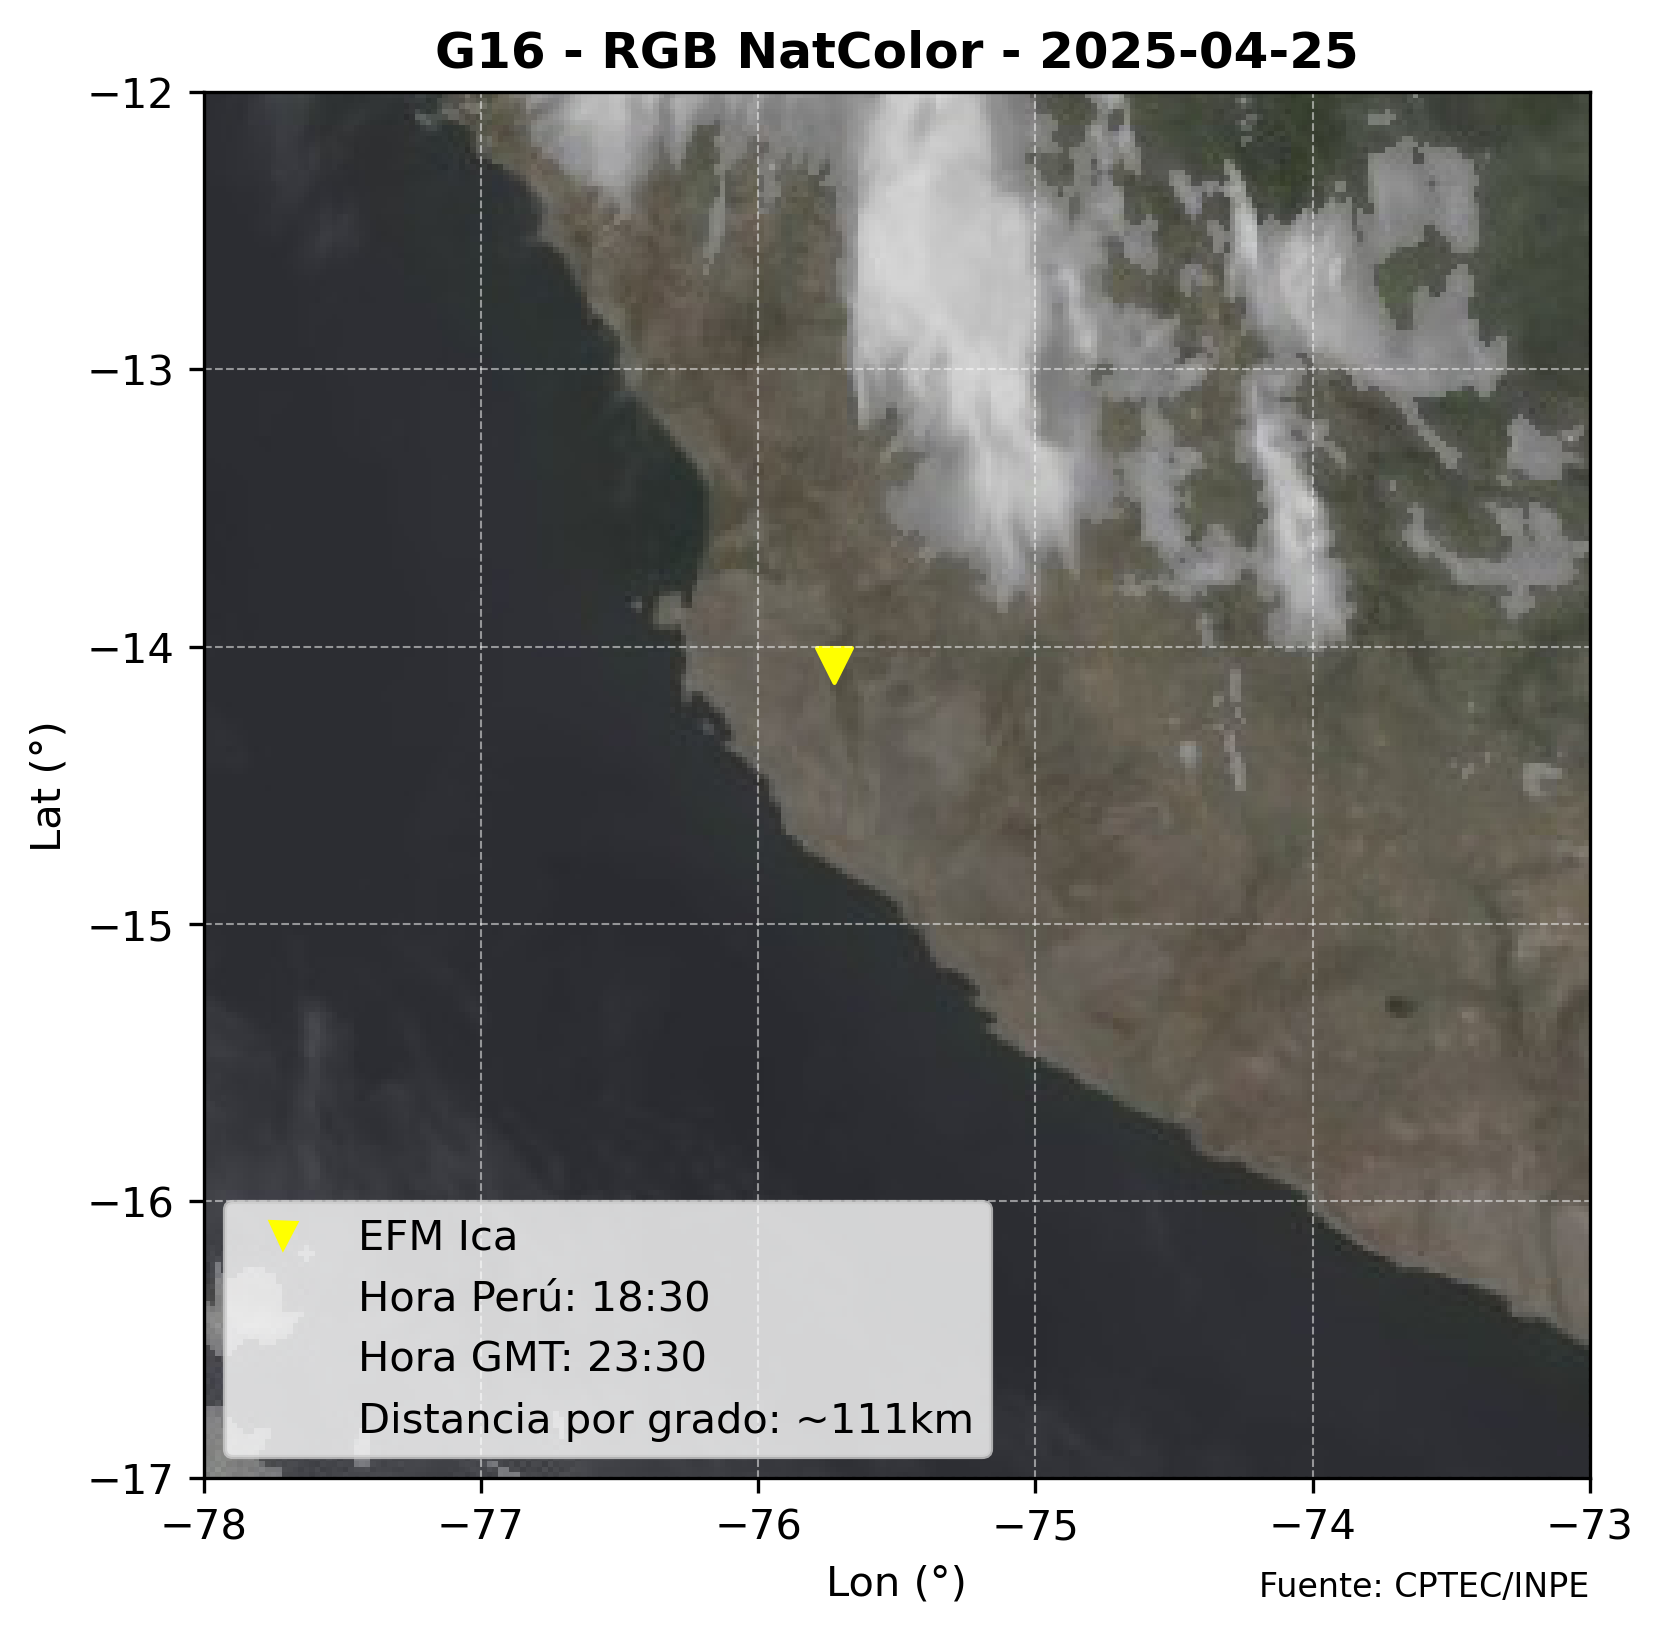 G16 - RGB NatColor - 2025-04-25
−12
−13
−14
−15
−16
−17
Lat (°)
EFM Ica
Hora Perú: 18:30
Hora GMT: 23:30
Distancia por grado: ~111km
−78 −77 −76 −75 −74 −73
Lon (°)
Fuente: CPTEC/INPE